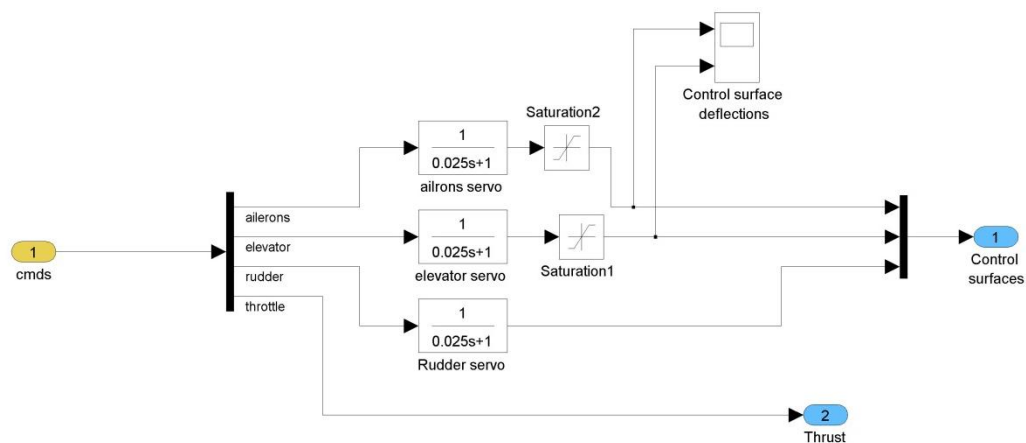 Control surface
deflections
Saturation2
1
0.025s+1
ailrons servo
ailerons
elevator
rudder
throttle
1
cmds
1
0.025s+1
elevator servo
Saturation1
1
Control
surfaces
1
0.025s+1
Rudder servo
2
Thrust